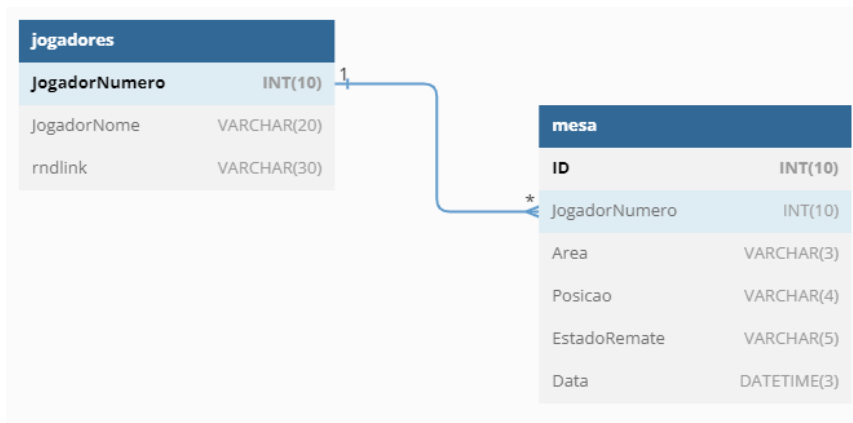 jogadores
JogadorNumero INT(10)
JogadorNome VARCHAR(20)
rndlink VARCHAR(30)
1
*
mesa
ID INT(10)
JogadorNumero INT(10)
Área VARCHAR(3)
Posicao VARCHAR(4)
EstadoRemate VARCHAR(5)
Data DATETIME(3)